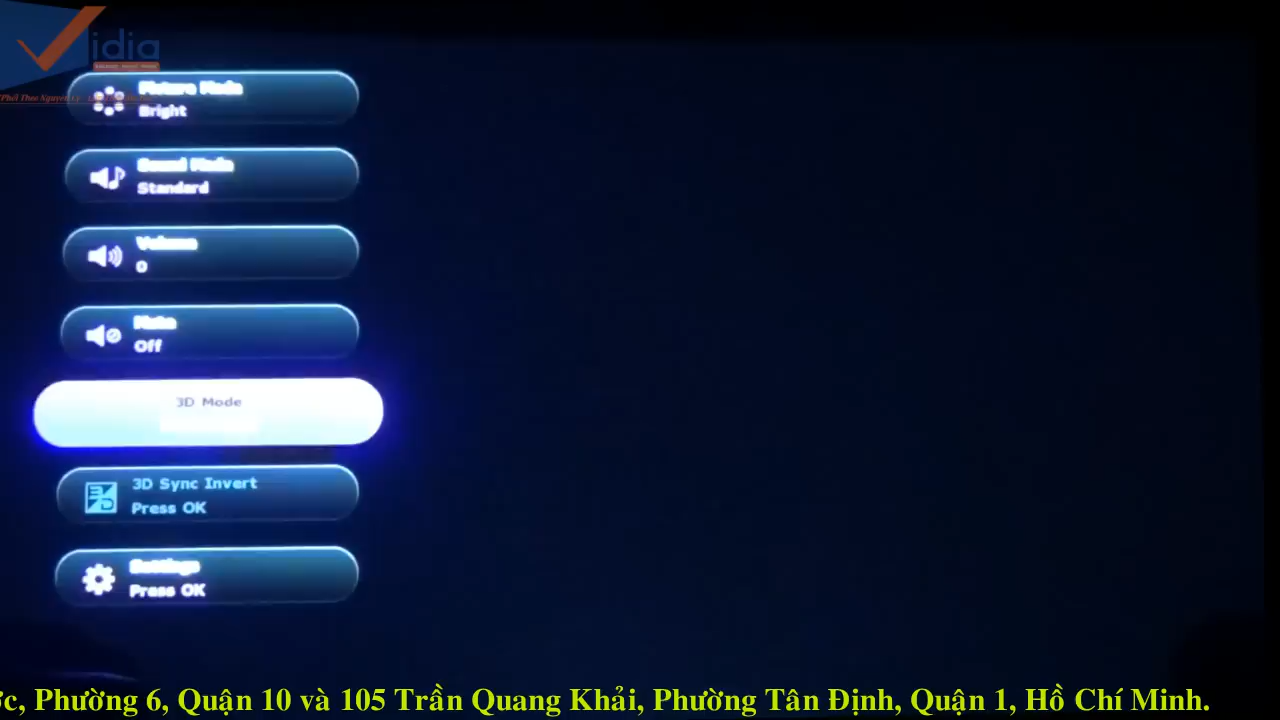 Vidia
Picture Mode
Bright
Sound Mode
Standard
Volume
0
Mute
Off
3D Mode
3D Sync Invert
Press OK
Settings
Press OK
Phường 6, Quận 10 và 105 Trần Quang Khải, Phường Tân Định, Quận 1, Hồ Chí Minh.